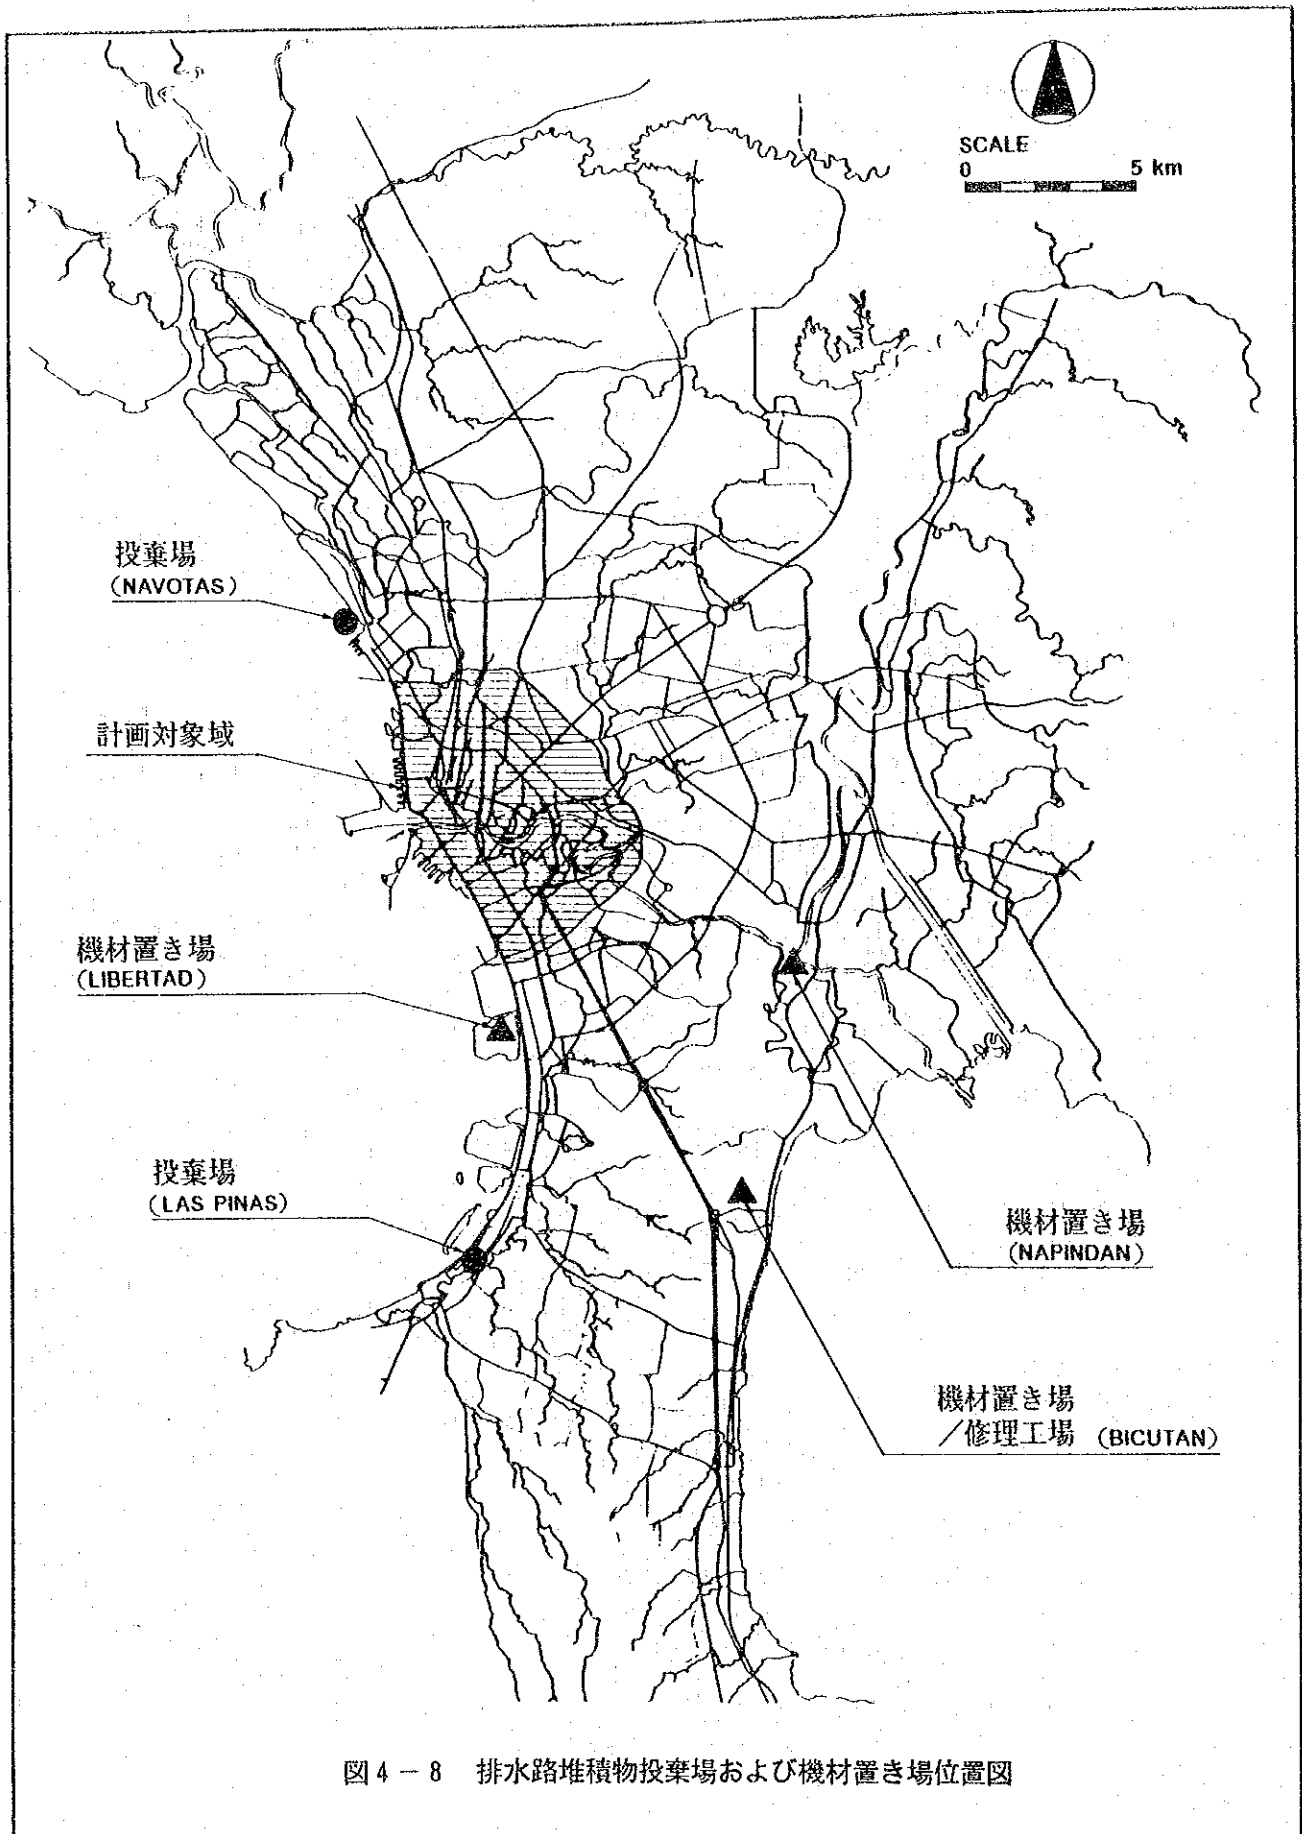 SCALE
0 5 km
投棄場
(NAVOTAS)
計画対象域
機材置き場
(LIBERTAD)
投棄場
(LAS PINAS)
機材置き場
(NAPINDAN)
機材置き場
/修理工場 (BICUTAN)
図4-8 排水路堆積物投棄場および機材置き場位置図